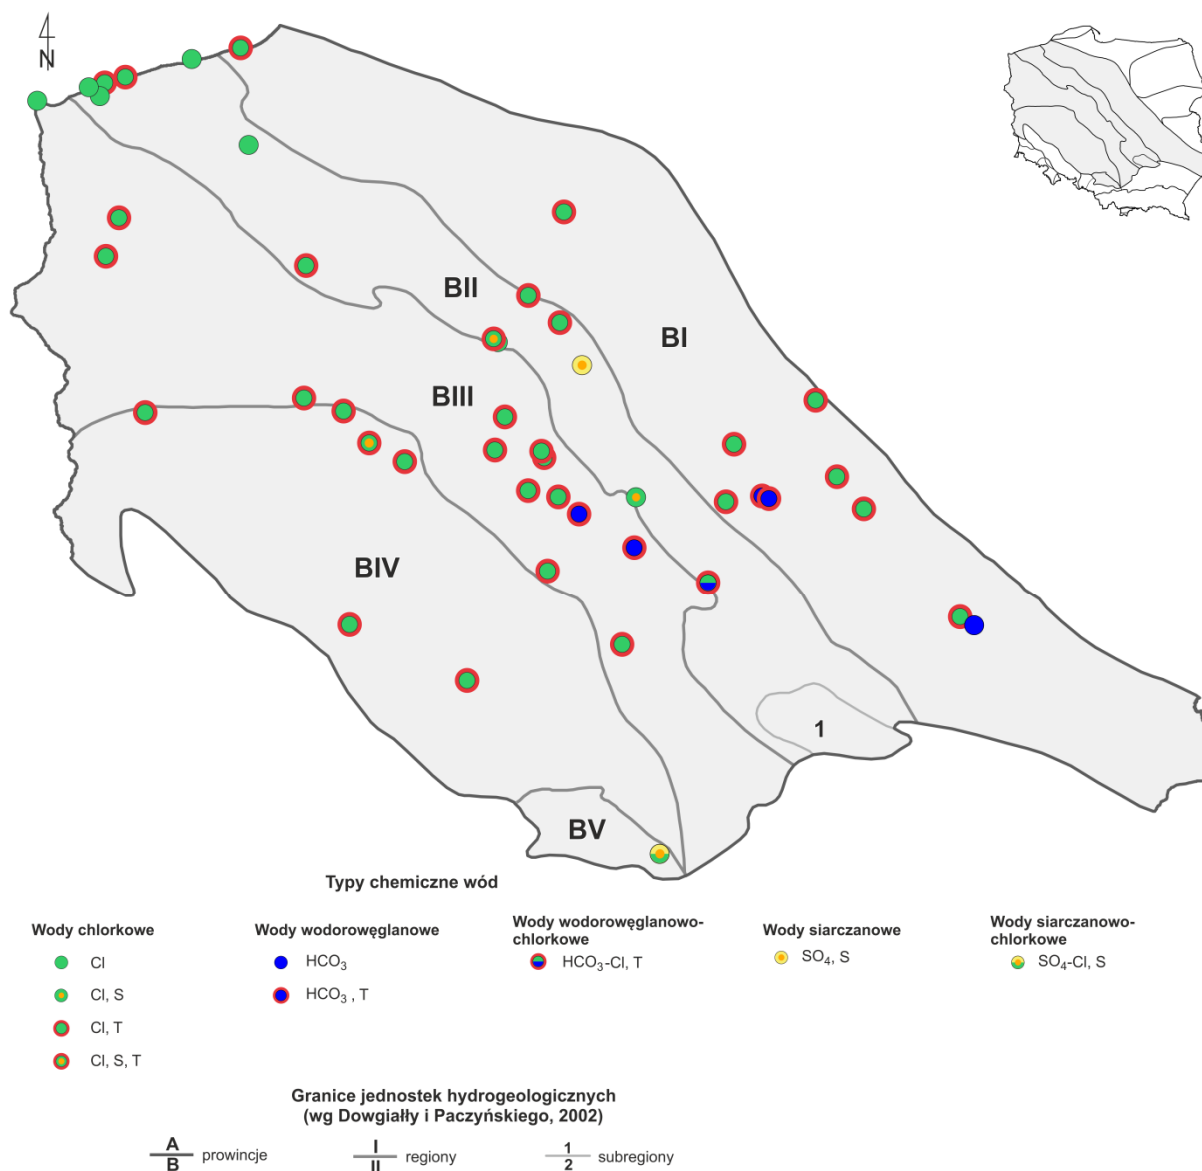 N
BII
BI
BIII
BIV
1
BV
Typy chemiczne wód
Wody chlorkowe
Cl
Cl, S
Cl, T
Cl, S, T
Wody wodorowęglanowe
HCO3
HCO3 , T
Wody wodorowęglanowo-
chlorkowe
HCO3-Cl, T
Wody siarczanowe
SO4, S
Wody siarczanowo-
chlorkowe
SO4-Cl, S
Granice jednostek hydrogeologicznych
(wg Dowgiałły i Paczyńskiego, 2002)
A
B
prowincje
I
II
regiony
1
2
subregiony